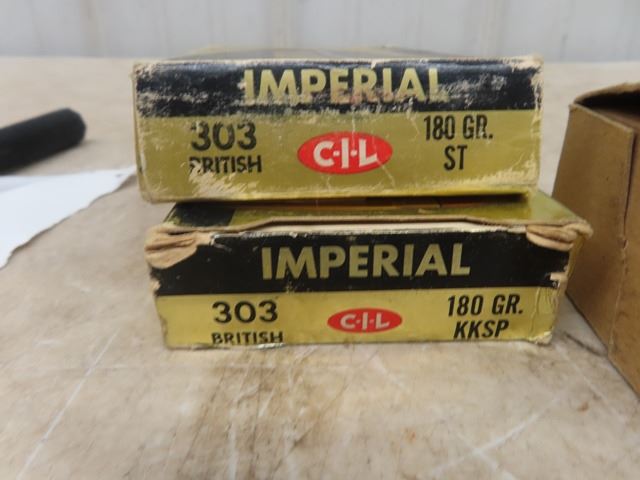 IMPERIAL
303 C-I-L 180 GR.
BRITISH ST
IMPERIAL
303 C-I-L 180 GR.
BRITISH KKSP